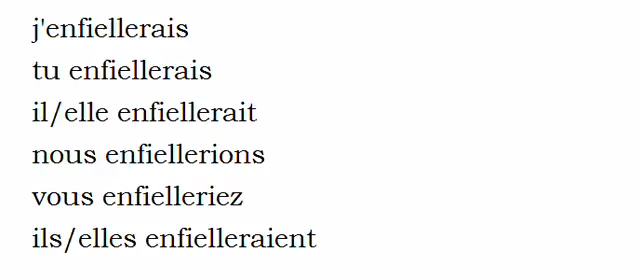 j'enfiellerais
tu enfiellerais
il/elle enfiellerait
nous enfiellerions
vous enfielleriez
ils/elles enfielleraient